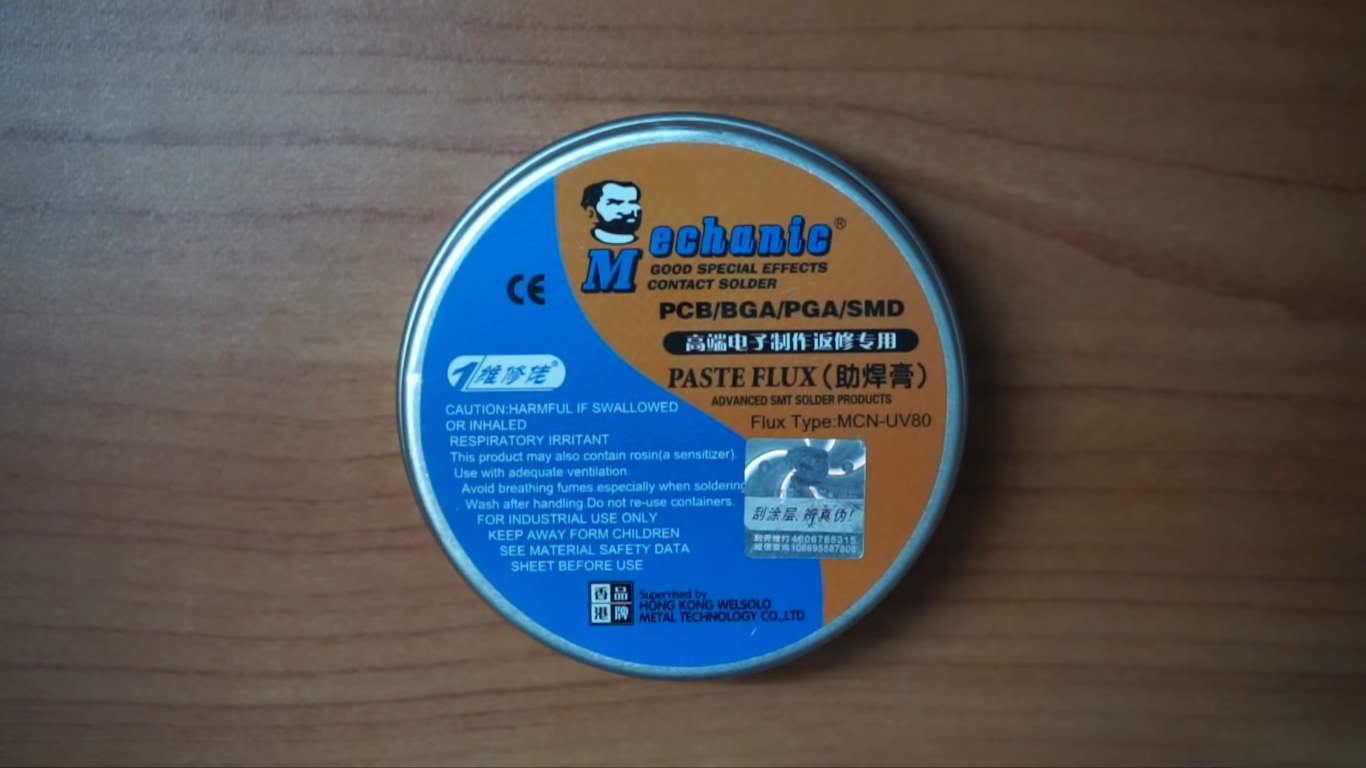 Mechanic®
GOOD SPECIAL EFFECTS
CONTACT SOLDER
PCB/BGA/PGA/SMD
高端电子制作返修专用
PASTE FLUX(助焊膏)
ADVANCED SMT SOLDER PRODUCTS
Flux Type:MCN-UV80
CE
维修佬®
CAUTION:HARMFUL IF SWALLOWED
OR INHALED
RESPIRATORY IRRITANT
This product may also contain rosin(a sensitizer).
Use with adequate ventilation.
Avoid breathing fumes.especially when soldering
Wash after handling.Do not re-use containers.
FOR INDUSTRIAL USE ONLY
KEEP AWAY FORM CHILDREN
SEE MATERIAL SAFETY DATA
SHEET BEFORE USE
刮涂层,辨真伪!
4006786315
香港品牌
Supervised by
HONG KONG WELSOLO
METAL TECHNOLOGY CO.,LTD